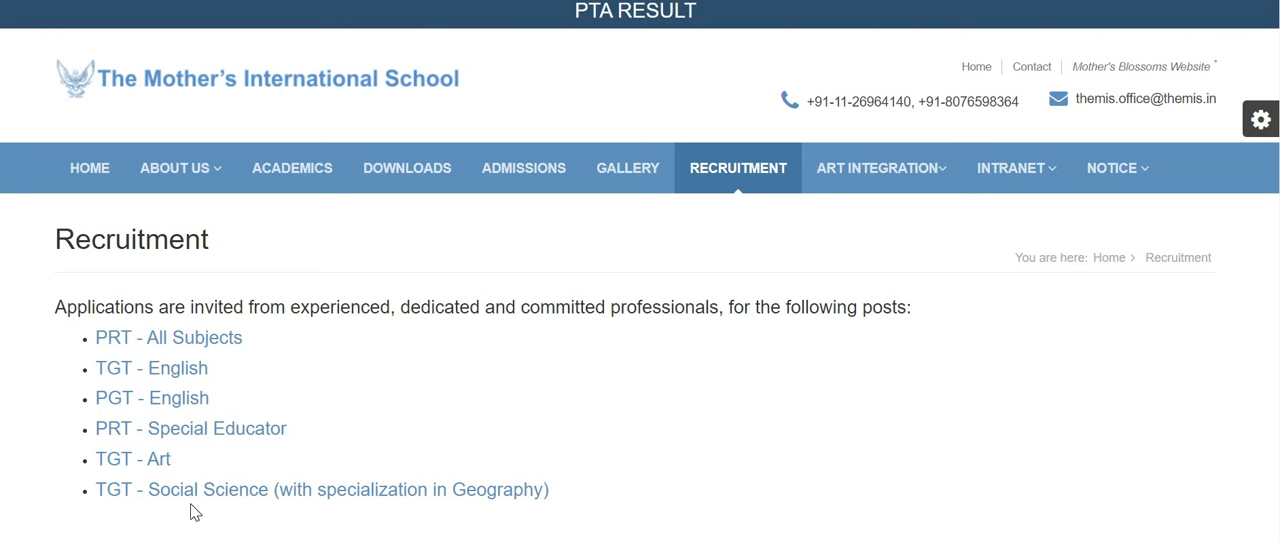 PTA RESULT
The Mother's International School
Home
Contact
Mother's Blossoms Website *
+91-11-26964140, +91-8076598364
themis.office@themis.in
HOME
ABOUT US
ACADEMICS
DOWNLOADS
ADMISSIONS
GALLERY
RECRUITMENT
ART INTEGRATION
INTRANET
NOTICE
Recruitment
You are here: Home > Recruitment
Applications are invited from experienced, dedicated and committed professionals, for the following posts:
• PRT - All Subjects
• TGT - English
• PGT - English
• PRT - Special Educator
• TGT - Art
• TGT - Social Science (with specialization in Geography)